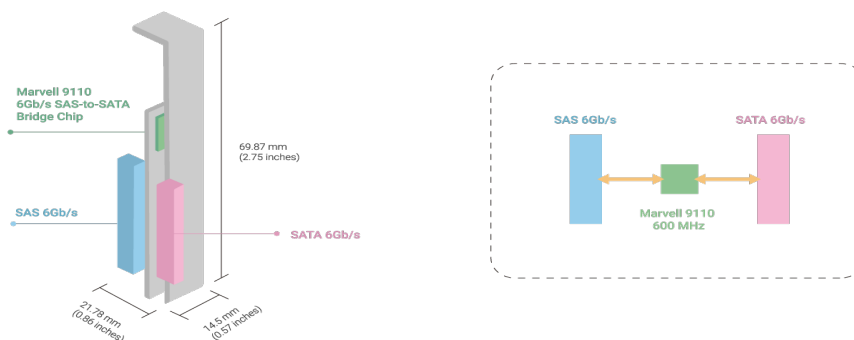 Marvell 9110
6Gb/s SAS-to-SATA
Bridge Chip
SAS 6Gb/s
69.87 mm
(2.75 inches)
SATA 6Gb/s
21.78 mm
(0.86 inches)
14.5 mm
(0.57 inches)
SAS 6Gb/s
SATA 6Gb/s
Marvell 9110
600 MHz